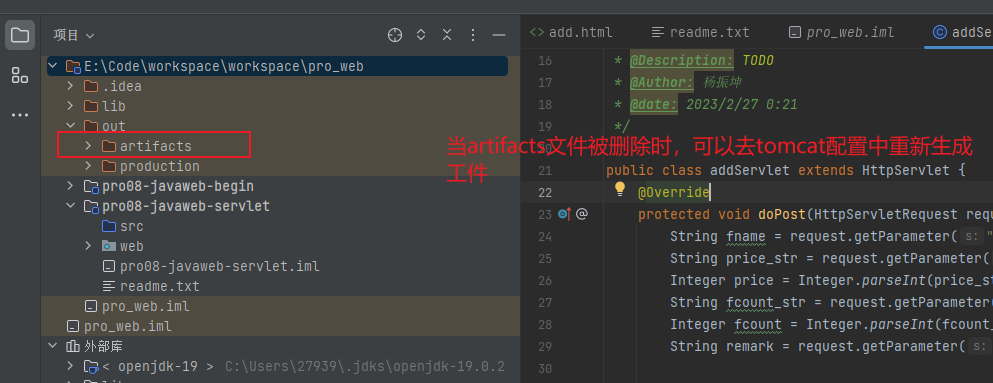 项目
E:\Code\workspace\workspace\pro_web
.idea
lib
out
artifacts
production
pro08-javaweb-begin
pro08-javaweb-servlet
src
web
pro08-javaweb-servlet.iml
readme.txt
pro_web.iml
pro_web.iml
外部库
< openjdk-19 > C:\Users\27939\.jdks\openjdk-19.0.2
add.html readme.txt pro_web.iml addSe
16 * @Description: TODO
17 * @Author: 杨振坤
18 * @date: 2023/2/27 0:21
19 */
20
当artifacts文件被删除时，可以去tomcat配置中重新生成
工件
21 public class addServlet extends HttpServlet {
22 @Override
23 protected void doPost(HttpServletRequest requ
24 String fname = request.getParameter( s: "
25 String price_str = request.getParameter(
26 Integer price = Integer.parseInt(price_st
27 String fcount_str = request.getParameter(
28 Integer fcount = Integer.parseInt(fcount_
29 String remark = request.getParameter( s:
30